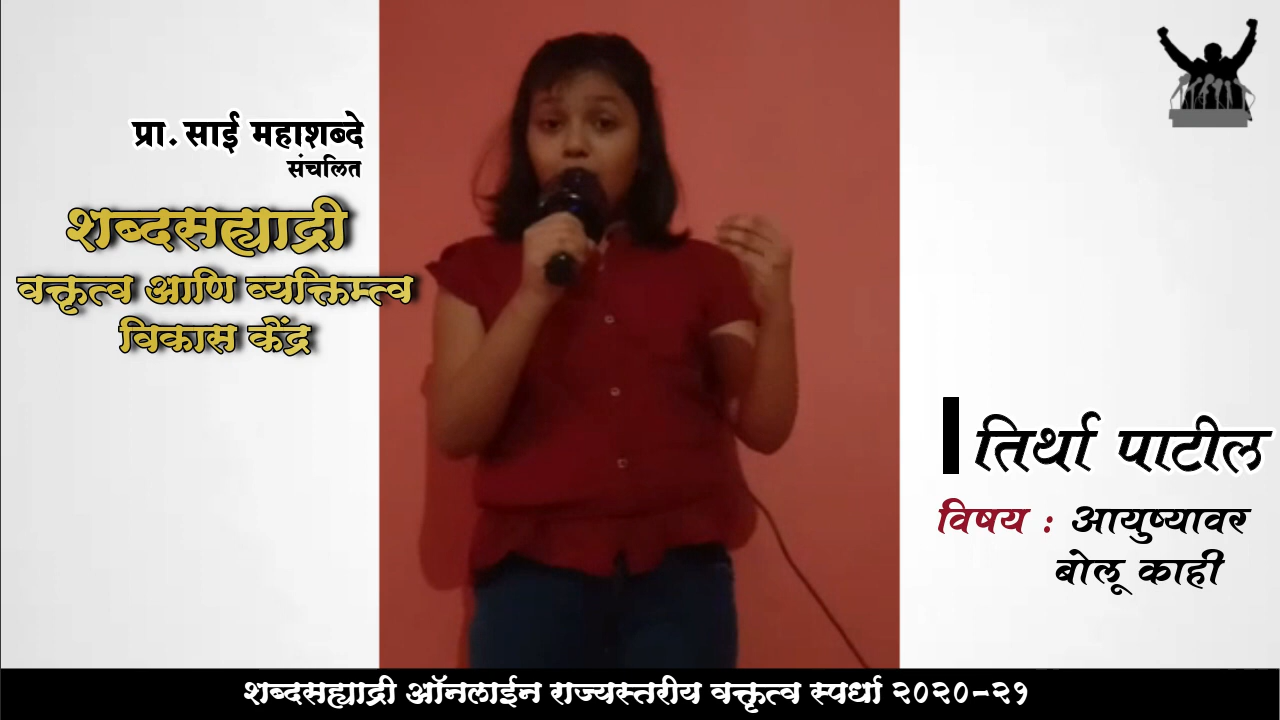 प्रा. साई महाशब्दे
संचलित
शब्दसह्याद्री
वक्तृत्व आणि व्यक्तिमत्व
विकास केंद्र
तिर्था पाटील
विषय : आयुष्यावर
बोलू काही
शब्दसह्याद्री ऑनलाईन राज्यस्तरीय वक्तृत्व स्पर्धा २०२०-२१